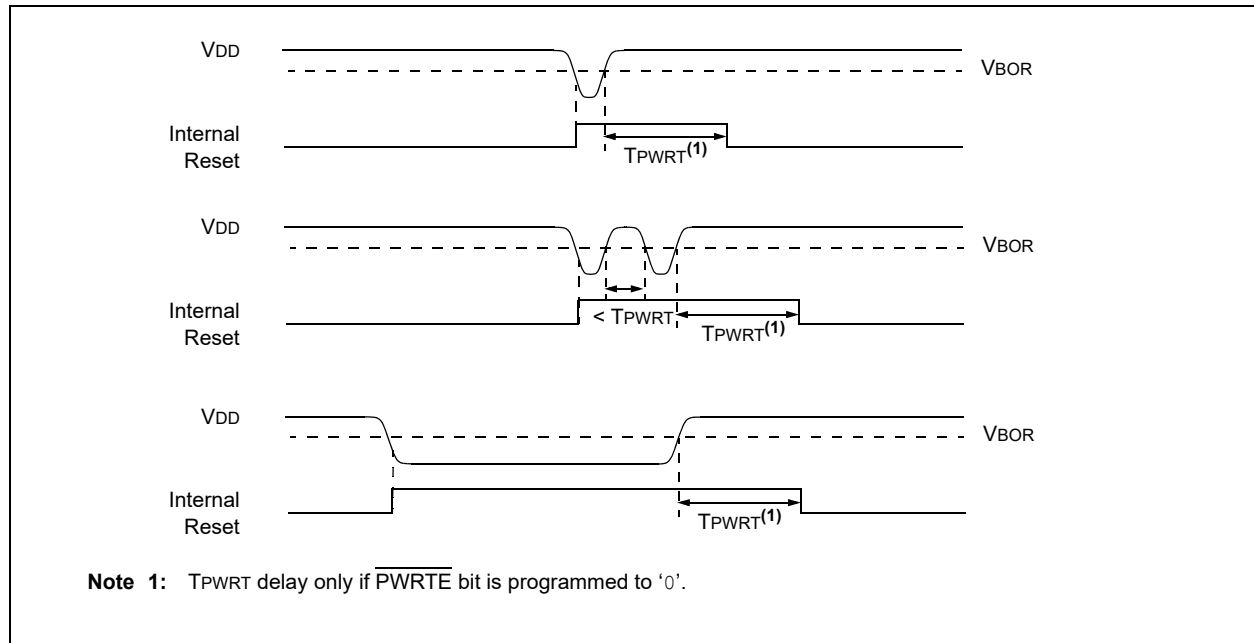 VDD
VBOR
Internal
Reset
TPWRT(1)
VDD
VBOR
Internal
Reset
< TPWRT
TPWRT(1)
VDD
VBOR
Internal
Reset
TPWRT(1)
Note 1: TPWRT delay only if PWRTE bit is programmed to ‘0’.